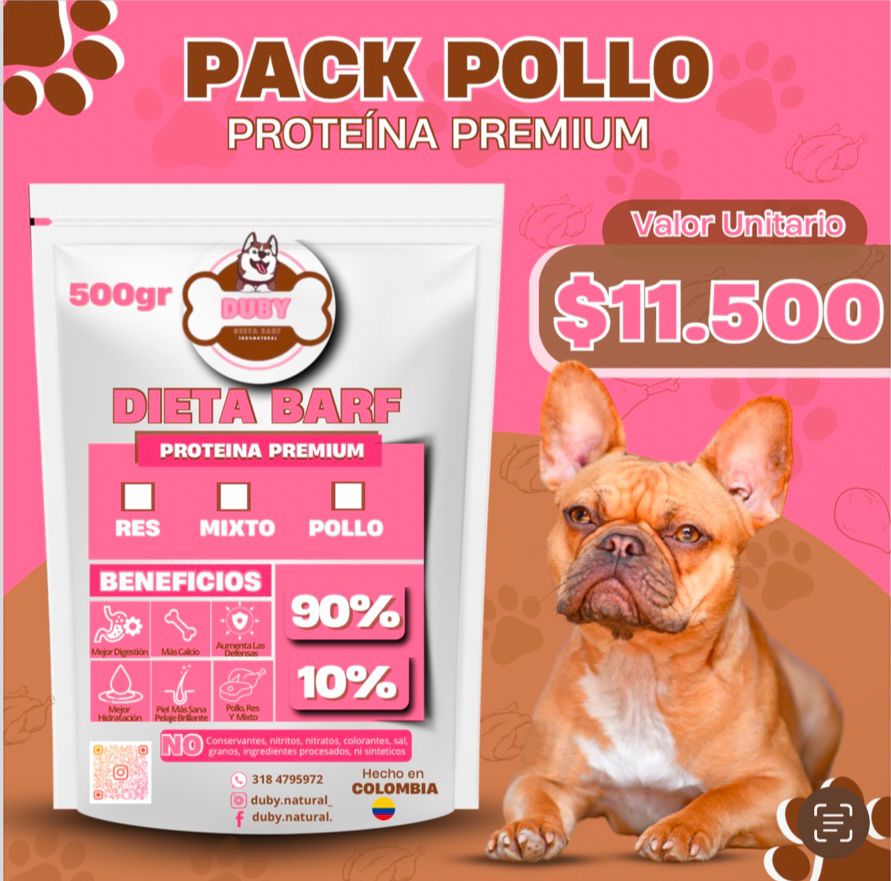 PACK POLLO
PROTEÍNA PREMIUM
Valor Unitario
$11.500
500gr
DUBY
DIETA BARF
100%NATURAL
DIETA BARF
PROTEINA PREMIUM
RES
MIXTO
POLLO
BENEFICIOS
Mejor Digestión
Más Calcio
Aumenta Las
Defensas
Mejor
Hidratación
Piel Más Sana
Pelaje Brillante
Pollo, Res
Y Mixto
90%
10%
NO
Conservantes, nitritos, nitratos, colorantes, sal,
granos, ingredientes procesados, ni sinteticos
318 4795972
duby.natural_
duby.natural.
Hecho en
COLOMBIA